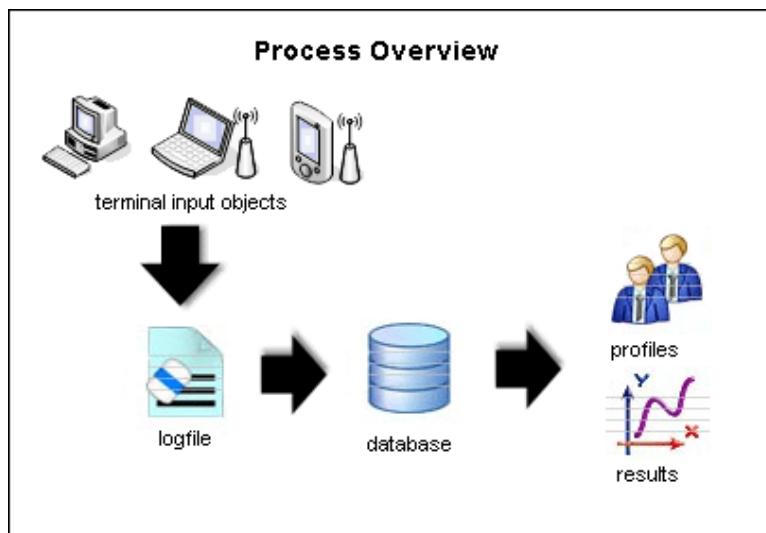 Process Overview
terminal input objects
logfile
database
profiles
Y
X
results